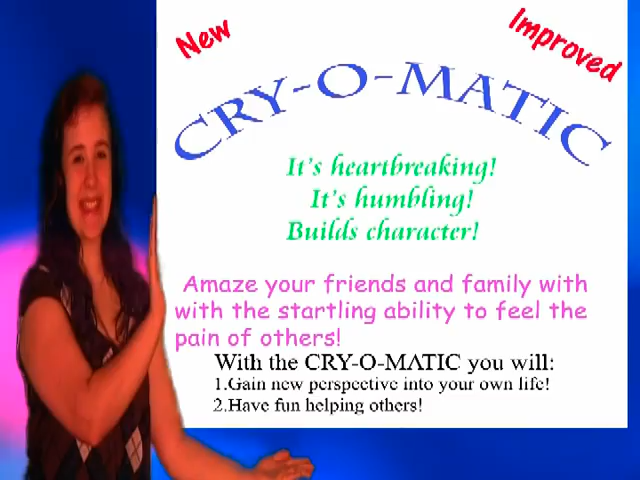 New
Improved
CRY-O-MATIC
It's heartbreaking!
It's humbling!
Builds character!
Amaze your friends and family with
with the startling ability to feel the
pain of others!
With the CRY-O-MATIC you will:
1.Gain new perspective into your own life!
2.Have fun helping others!